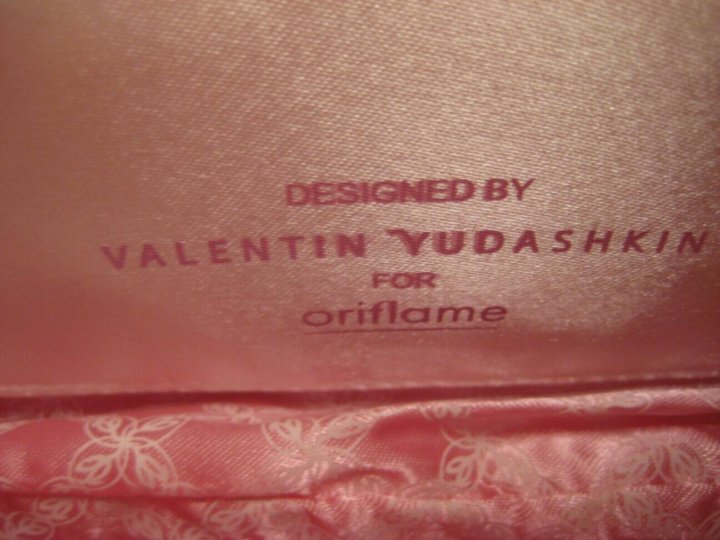 DESIGNED BY
VALENTIN YUDASHKIN
FOR
oriflame